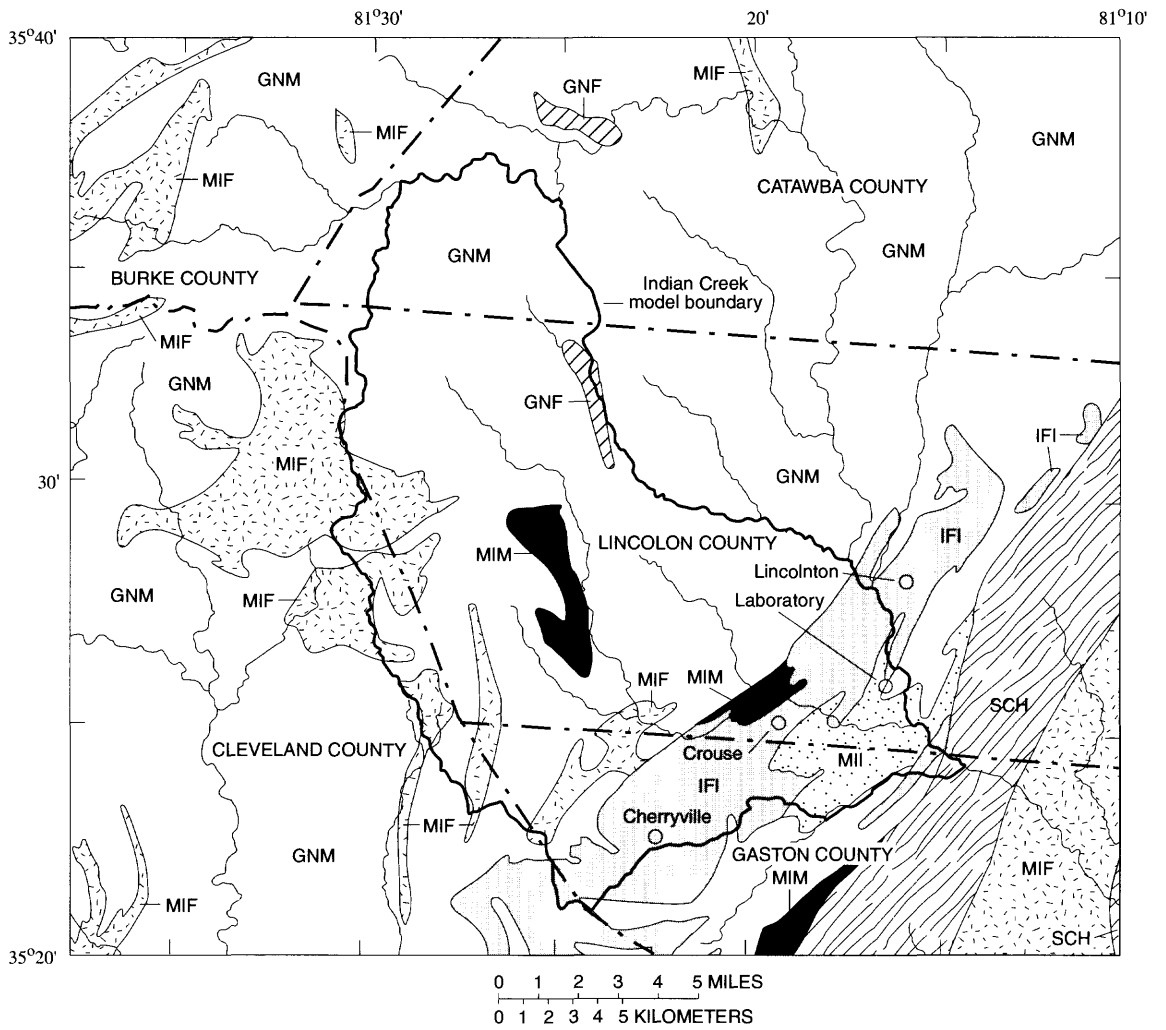 81°30'
20'
81°10'
35°40'
GNM
GNF
MIF
MIF
GNM
MIF
CATAWBA COUNTY
GNM
GNM
BURKE COUNTY
Indian Creek
model boundary
MIF
GNM
GNF
IFI
MIF
GNM
30'
IFI
MIM
LINCOLON COUNTY
Lincolnton
GNM
MIF
Laboratory
MIF
MIM
SCH
CLEVELAND COUNTY
Crouse
MII
IFI
Cherryville
MIF
GNM
GASTON COUNTY
MIM
MIF
MIF
SCH
35°20'
0 1 2 3 4 5 MILES
0 1 2 3 4 5 KILOMETERS